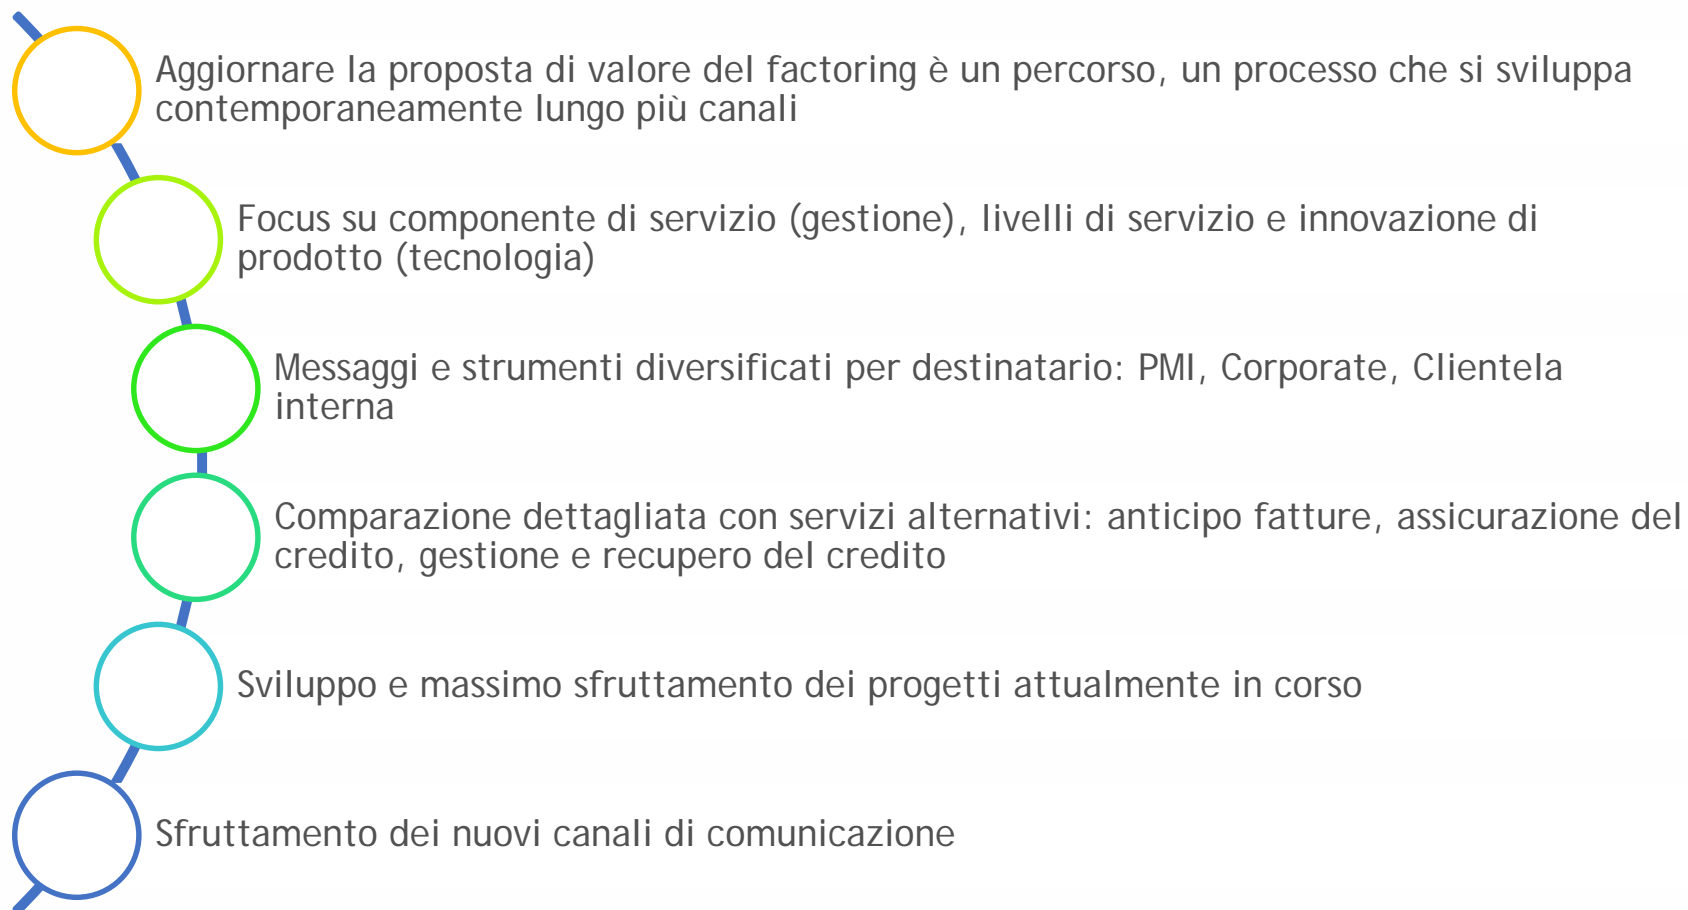 Aggiornare la proposta di valore del factoring è un percorso, un processo che si sviluppa
contemporaneamente lungo più canali
Focus su componente di servizio (gestione), livelli di servizio e innovazione di
prodotto (tecnologia)
Messaggi e strumenti diversificati per destinatario: PMI, Corporate, Clientela
interna
Comparazione dettagliata con servizi alternativi: anticipo fatture, assicurazione del
credito, gestione e recupero del credito
Sviluppo e massimo sfruttamento dei progetti attualmente in corso
Sfruttamento dei nuovi canali di comunicazione